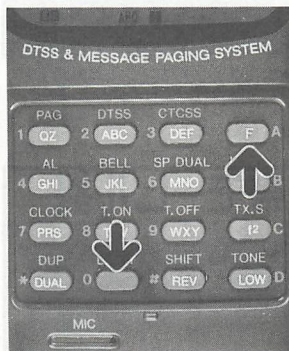 DTSS & MESSAGE PAGING SYSTEM
PAG DTSS CTCSS
1 QZ 2 ABC 3 DEF F A
AL BELL SP DUAL
4 GHI 5 JKL 6 MNO B
CLOCK T.ON T.OFF TX.S
7 PRS 8 9 WXY f2 C
DUP SHIFT TONE
* DUAL 0 # REV LOW D
MIC